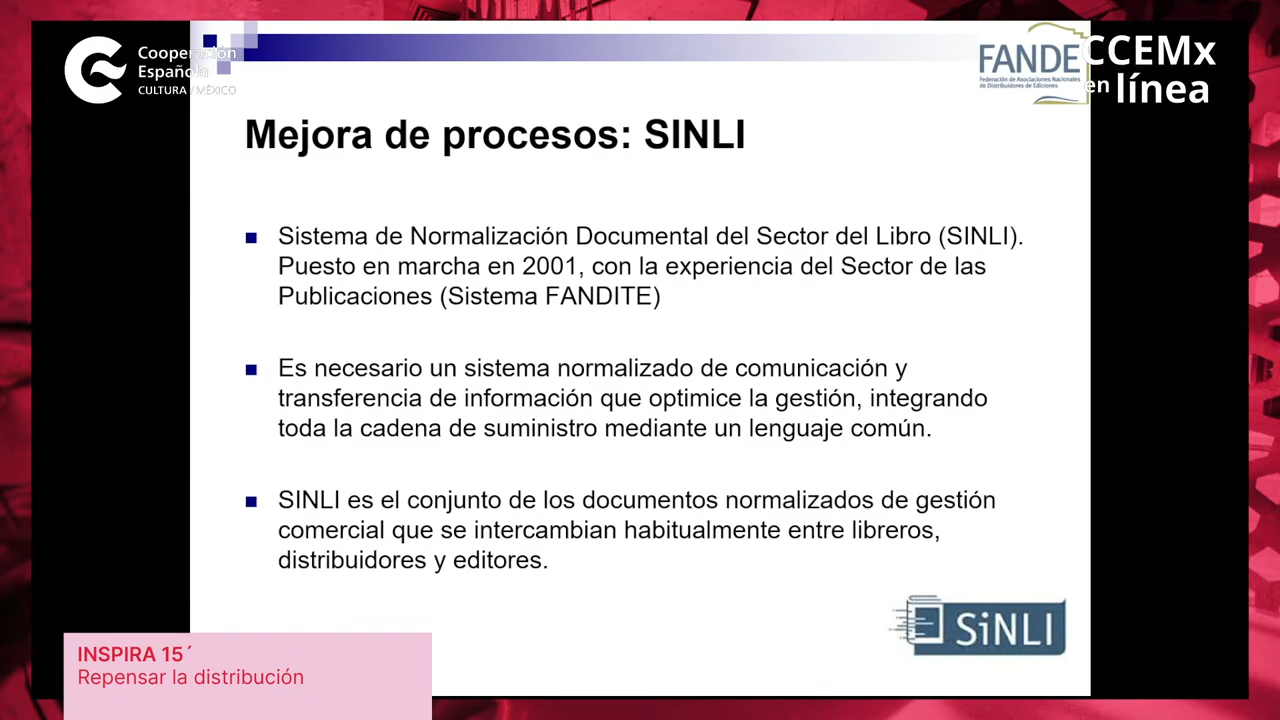 Cooperación
Española
CULTURA / MÉXICO
FANDE
Federación de Asociaciones Nacionales
de Distribuidores de Ediciones
CCEMx
en línea
Mejora de procesos: SINLI
Sistema de Normalización Documental del Sector del Libro (SINLI).
Puesto en marcha en 2001, con la experiencia del Sector de las
Publicaciones (Sistema FANDITE)
Es necesario un sistema normalizado de comunicación y
transferencia de información que optimice la gestión, integrando
toda la cadena de suministro mediante un lenguaje común.
SINLI es el conjunto de los documentos normalizados de gestión
comercial que se intercambian habitualmente entre libreros,
distribuidores y editores.
SiNLI
INSPIRA 15´
Repensar la distribución